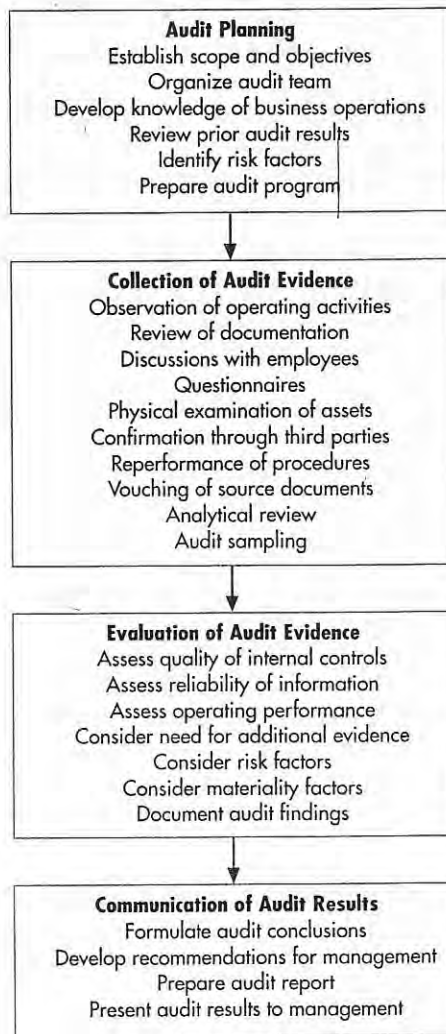 Audit Planning
Establish scope and objectives
Organize audit team
Develop knowledge of business operations
Review prior audit results
Identify risk factors
Prepare audit program
Collection of Audit Evidence
Observation of operating activities
Review of documentation
Discussions with employees
Questionnaires
Physical examination of assets
Confirmation through third parties
Reperformance of procedures
Vouching of source documents
Analytical review
Audit sampling
Evaluation of Audit Evidence
Assess quality of internal controls
Assess reliability of information
Assess operating performance
Consider need for additional evidence
Consider risk factors
Consider materiality factors
Document audit findings
Communication of Audit Results
Formulate audit conclusions
Develop recommendations for management
Prepare audit report
Present audit results to management